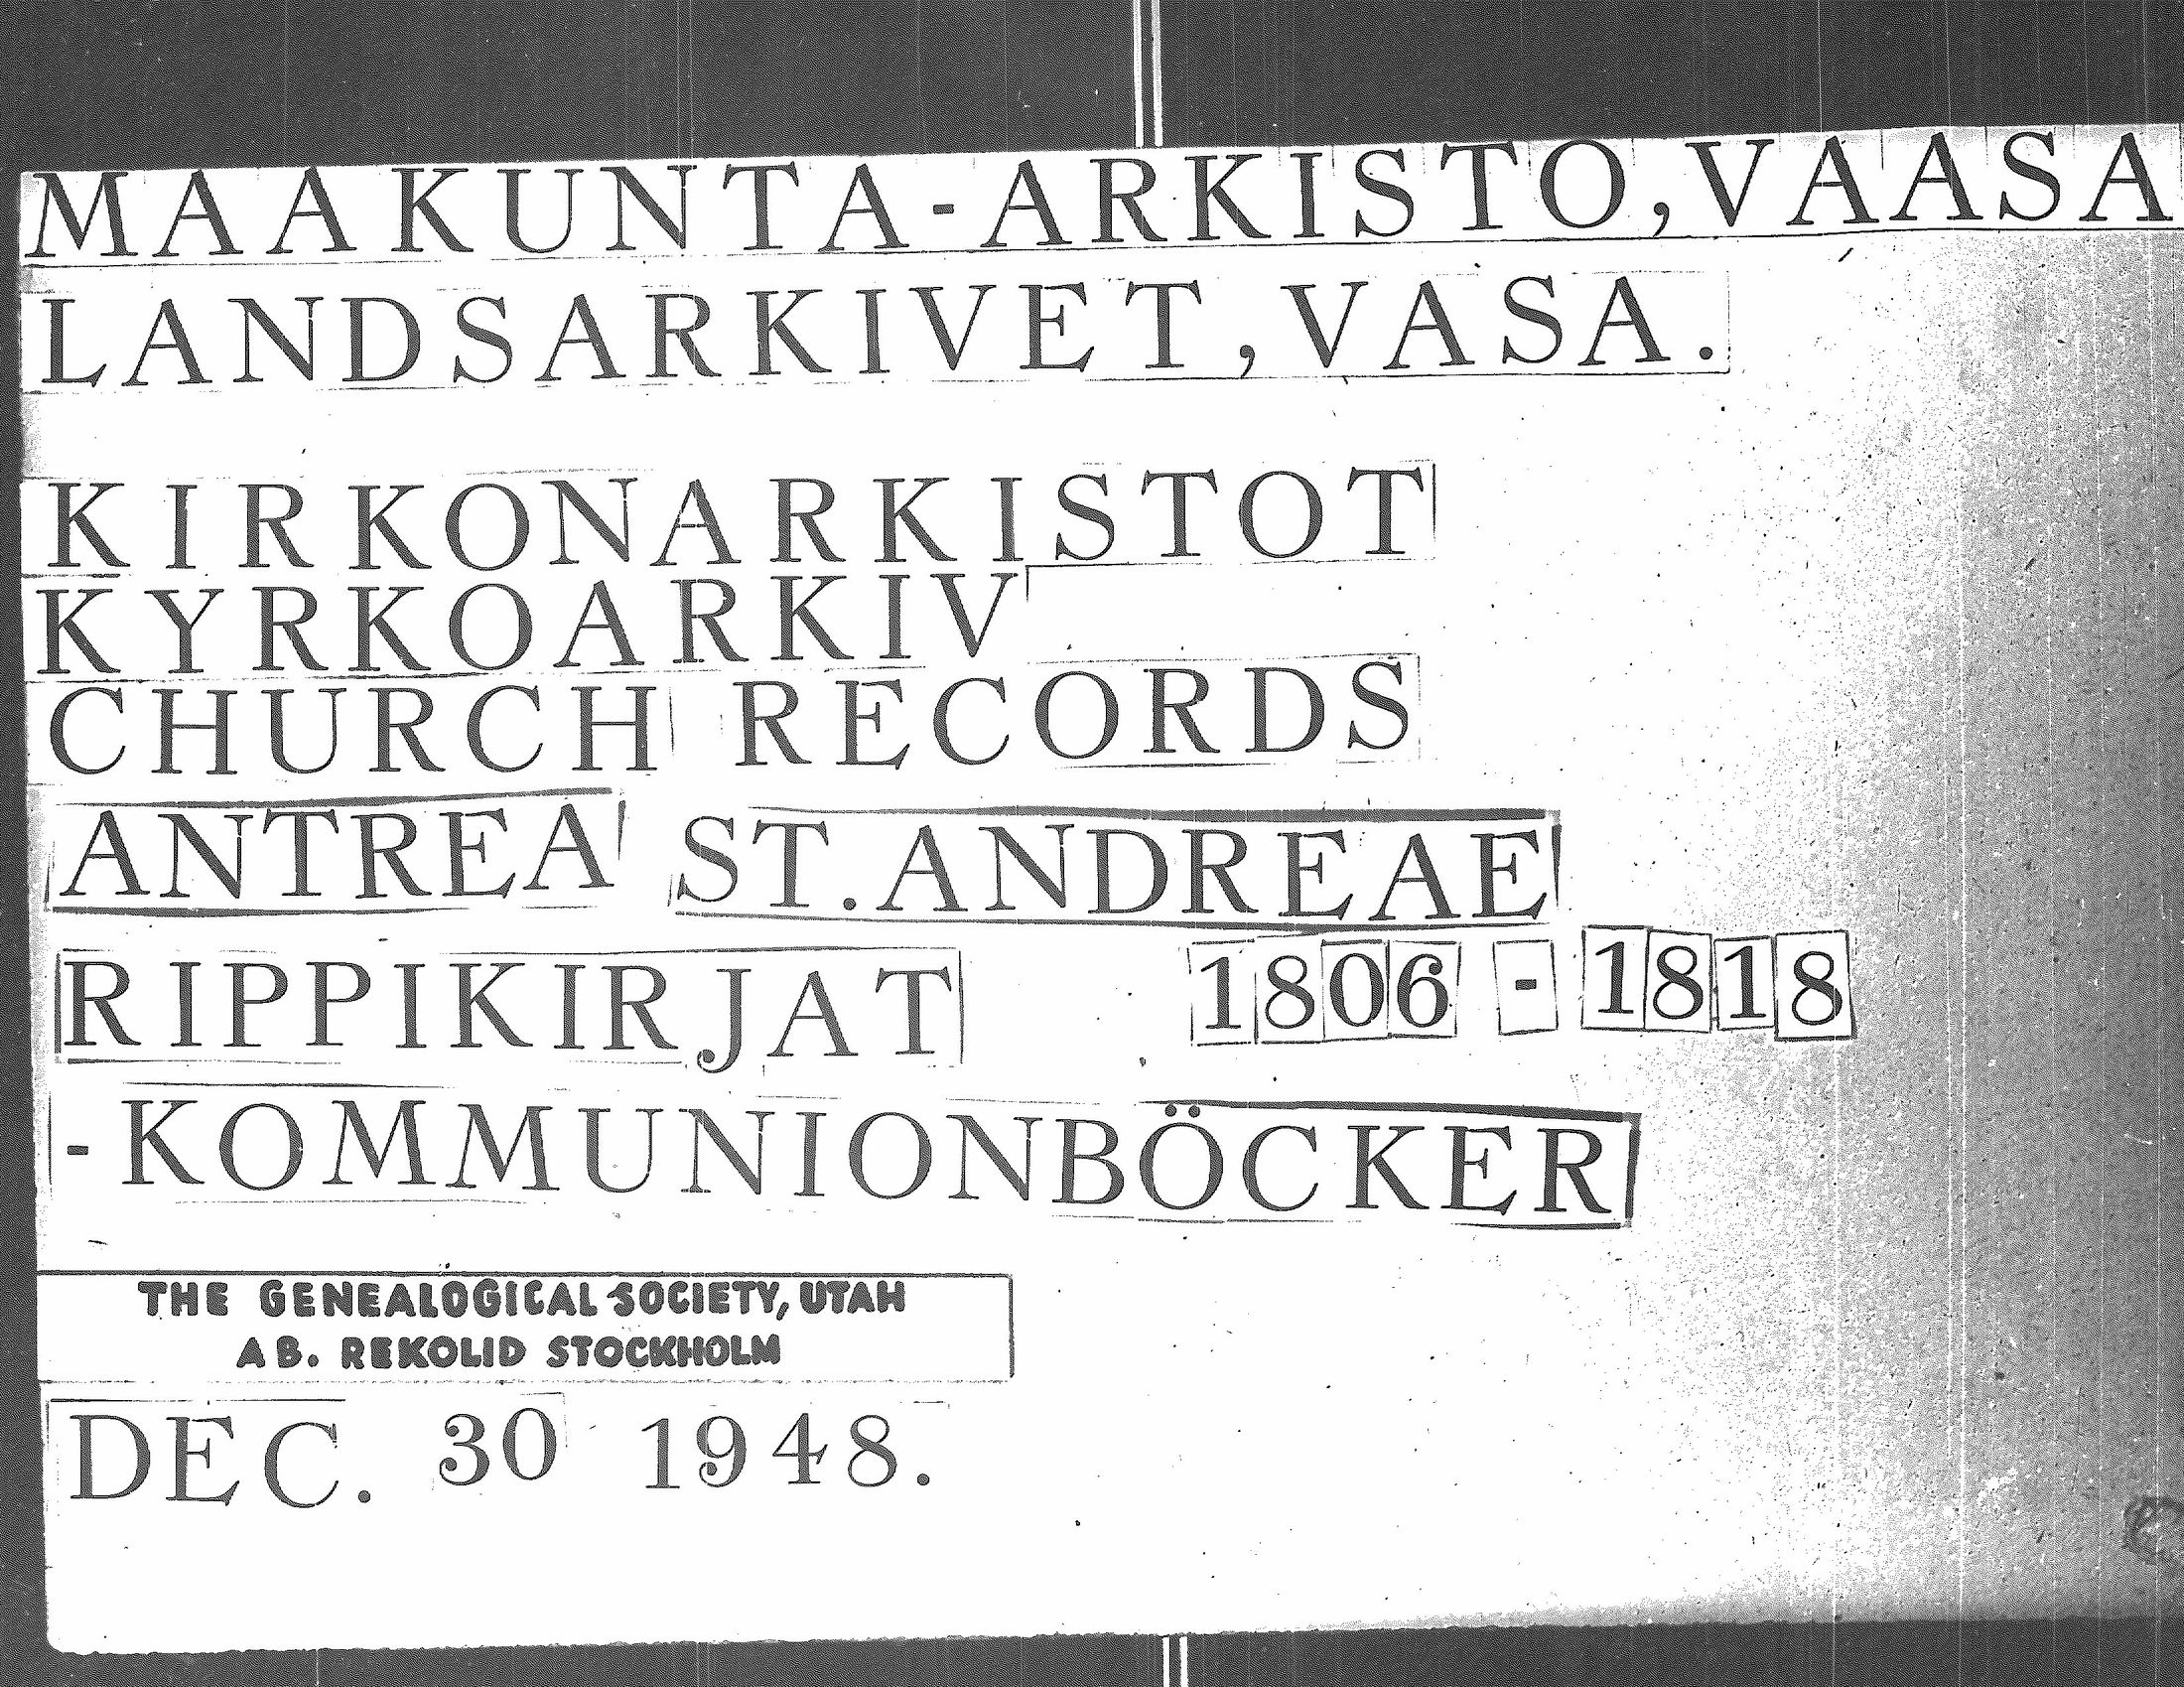 MAAKUNTA-ARKISTO,VAASA
LANDSARKIVET,VASA.
KIRKONARKISTOT
KYRKOARKIV
CHURCH RECORDS
ANTREA ST.ANDREAE
RIPPIKIRJAT 1806 - 1818
-KOMMUNIONBÖCKER
THE GENEALOGICAL SOCIETY, UTAH
AB. REKOLID STOCKHOLM
DEC. 30 1948.